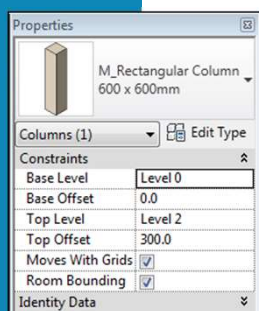 Properties
M_Rectangular Column
600 x 600mm
Columns (1) Edit Type
Constraints
Base Level Level 0
Base Offset 0.0
Top Level Level 2
Top Offset 300.0
Moves With Grids
Room Bounding
Identity Data